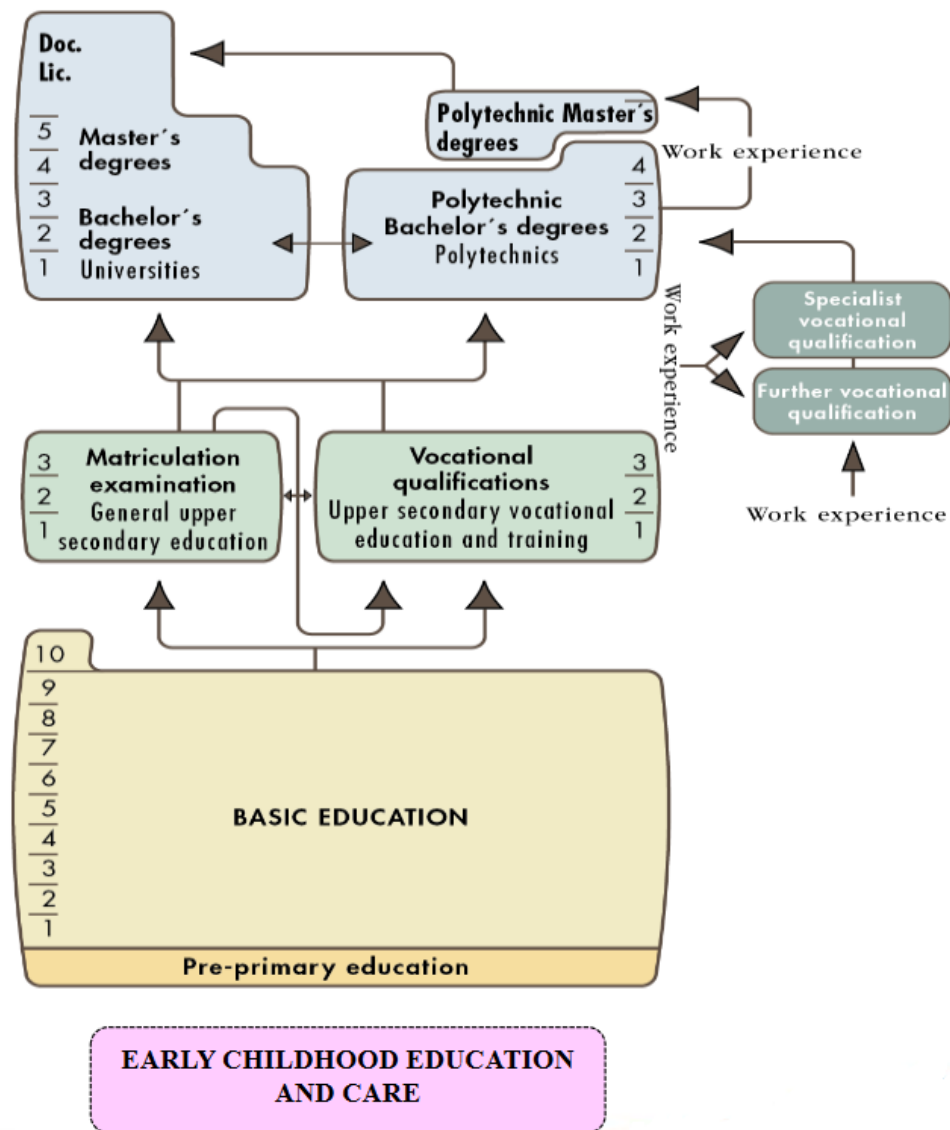 Doc.
Lic.
5
4
3
2
1
Master´s
degrees
Bachelor´s
degrees
Universities
Polytechnic Master´s
degrees
Work experience
Polytechnic
Bachelor´s degrees
Polytechnics
4
3
2
1
Work experience
Specialist
vocational
qualification
Further vocational
qualification
Work experience
3
2
1
Matriculation
examination
General upper
secondary education
Vocational
qualifications
Upper secondary vocational
education and training
3
2
1
10
9
8
7
6
5
4
3
2
1
BASIC EDUCATION
Pre-primary education
EARLY CHILDHOOD EDUCATION
AND CARE